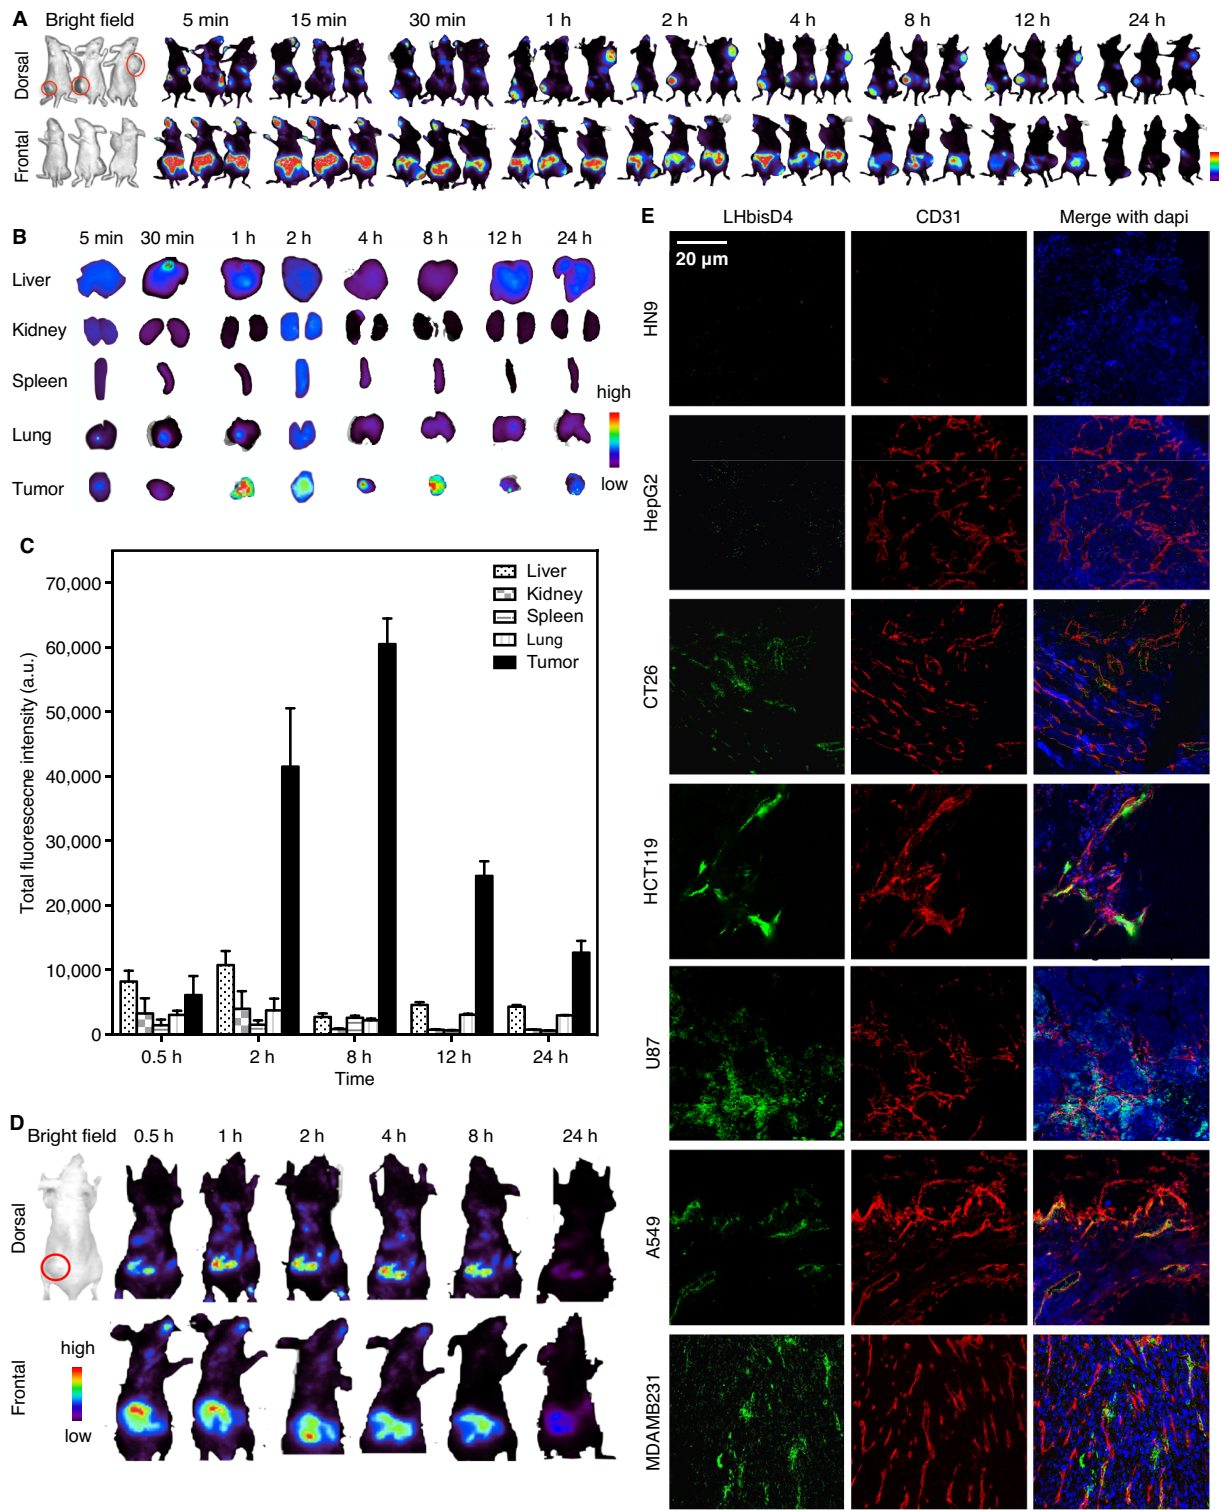 A
Bright field 5 min 15 min 30 min 1 h 2 h 4 h 8 h 12 h 24 h
Dorsal
Frontal
B
5 min 30 min 1 h 2 h 4 h 8 h 12 h 24 h
Liver
Kidney
Spleen
Lung
Tumor
high
low
C
Total fluorescecne intensity (a.u.)
70,000
60,000
50,000
40,000
30,000
20,000
10,000
0
Liver
Kidney
Spleen
Lung
Tumor
0.5 h 2 h 8 h 12 h 24 h
Time
D
Bright field 0.5 h 1 h 2 h 4 h 8 h 24 h
Dorsal
Frontal
high
low
E
LHbisD4 CD31 Merge with dapi
20 µm
HN9
HepG2
CT26
HCT119
U87
A549
MDAMB231